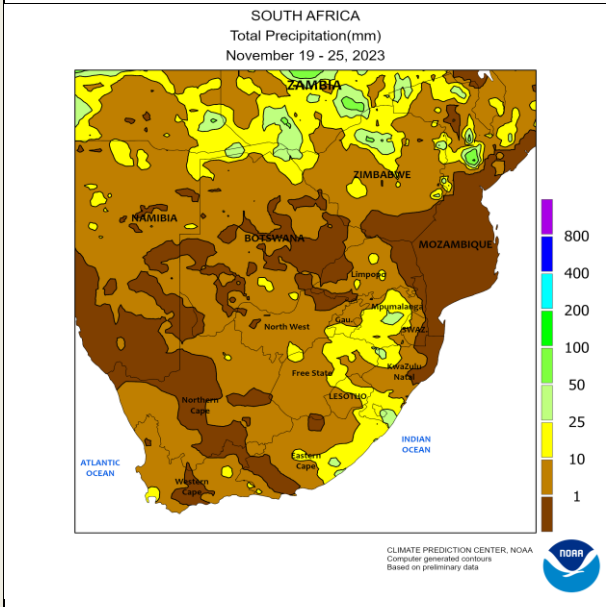 SOUTH AFRICA
Total Precipitation(mm)
November 19 - 25, 2023
ZAMBIA
ZIMBABWE
NAMIBIA
BOTSWANA
MOZAMBIQUE
Limpopo
Mpumalanga
Gau.
SWAZ.
North West
KwaZulu
Natal
Free State
LESOTHO
Northern
Cape
Eastern
Cape
Western
Cape
ATLANTIC
OCEAN
INDIAN
OCEAN
800
400
200
100
50
25
10
1
CLIMATE PREDICTION CENTER, NOAA
Computer generated contours
Based on preliminary data
NOAA